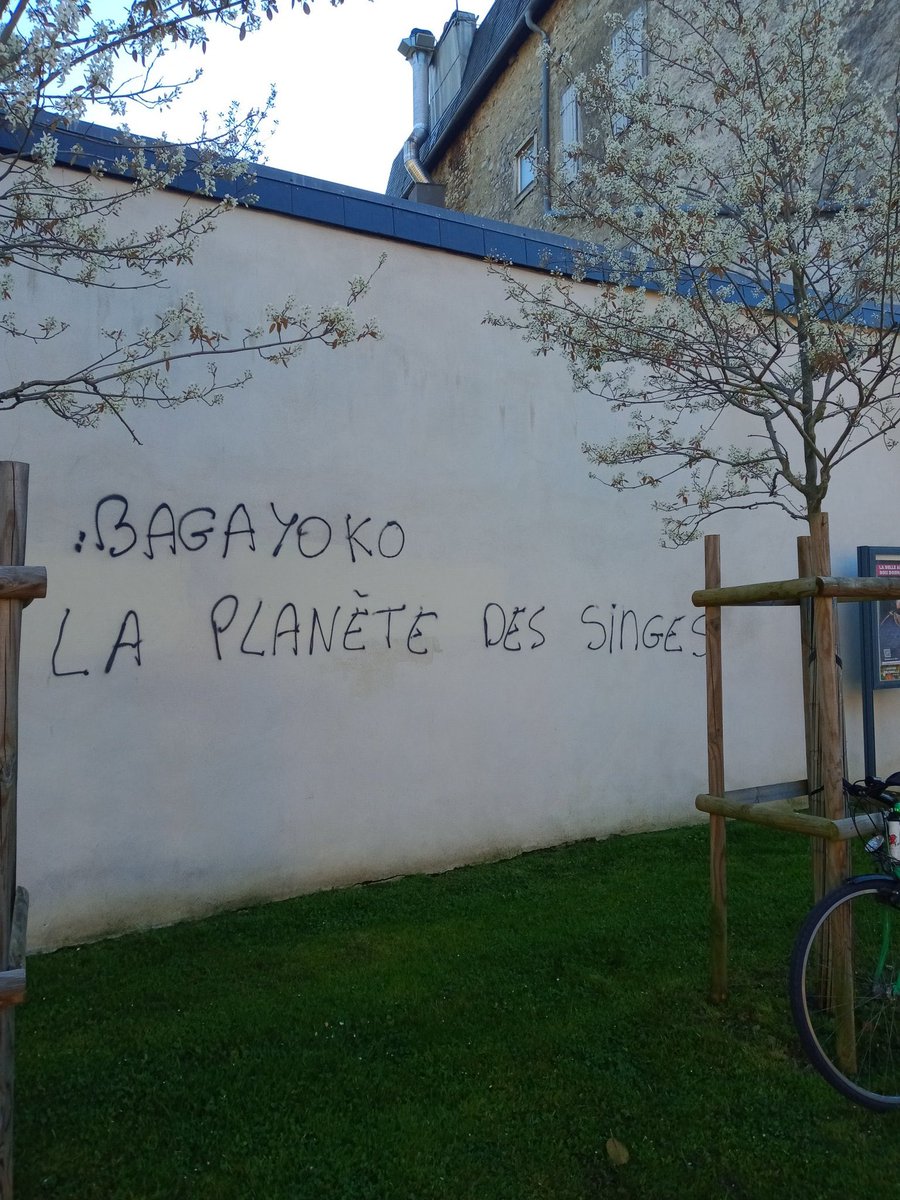 :BAGAYOKO
LA PLANÈTE DES SINGES